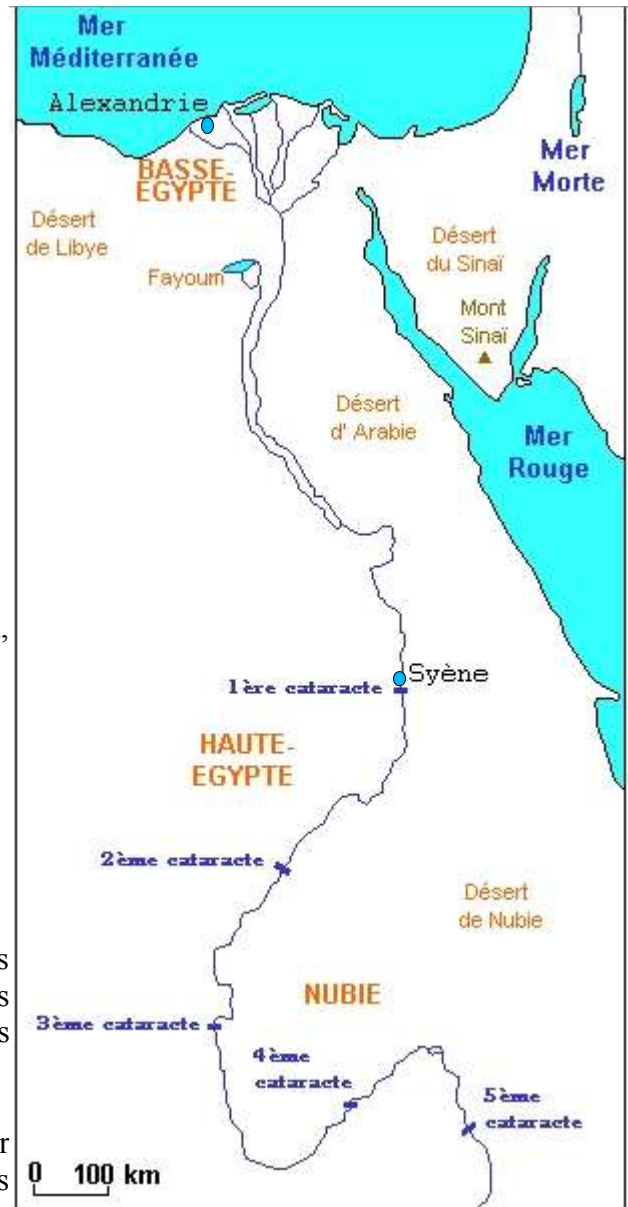 Mer
Méditerranée
Alexandrie
BASSE-
EGYPTE
Mer
Morte
Désert
de Libye
Désert
du Sinaï
Fayoum
Mont
Sinaï
Désert
d' Arabie
Mer
Rouge
,
Syène
1ère cataracte
HAUTE-
EGYPTE
2ème cataracte
Désert
de Nubie
s
s
s
NUBIE
3ème cataracte
4ème
cataracte
5ème
cataracte
r
s
0 100 km